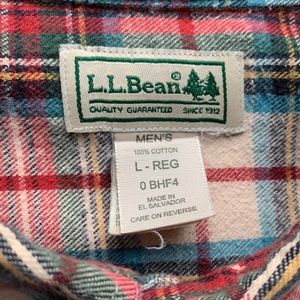 L.L.Bean®
QUALITY GUARANTEED SINCE 1912
MEN'S
100% COTTON
L - REG
0 BHF4
MADE IN
EL SALVADOR
CARE ON REVERSE